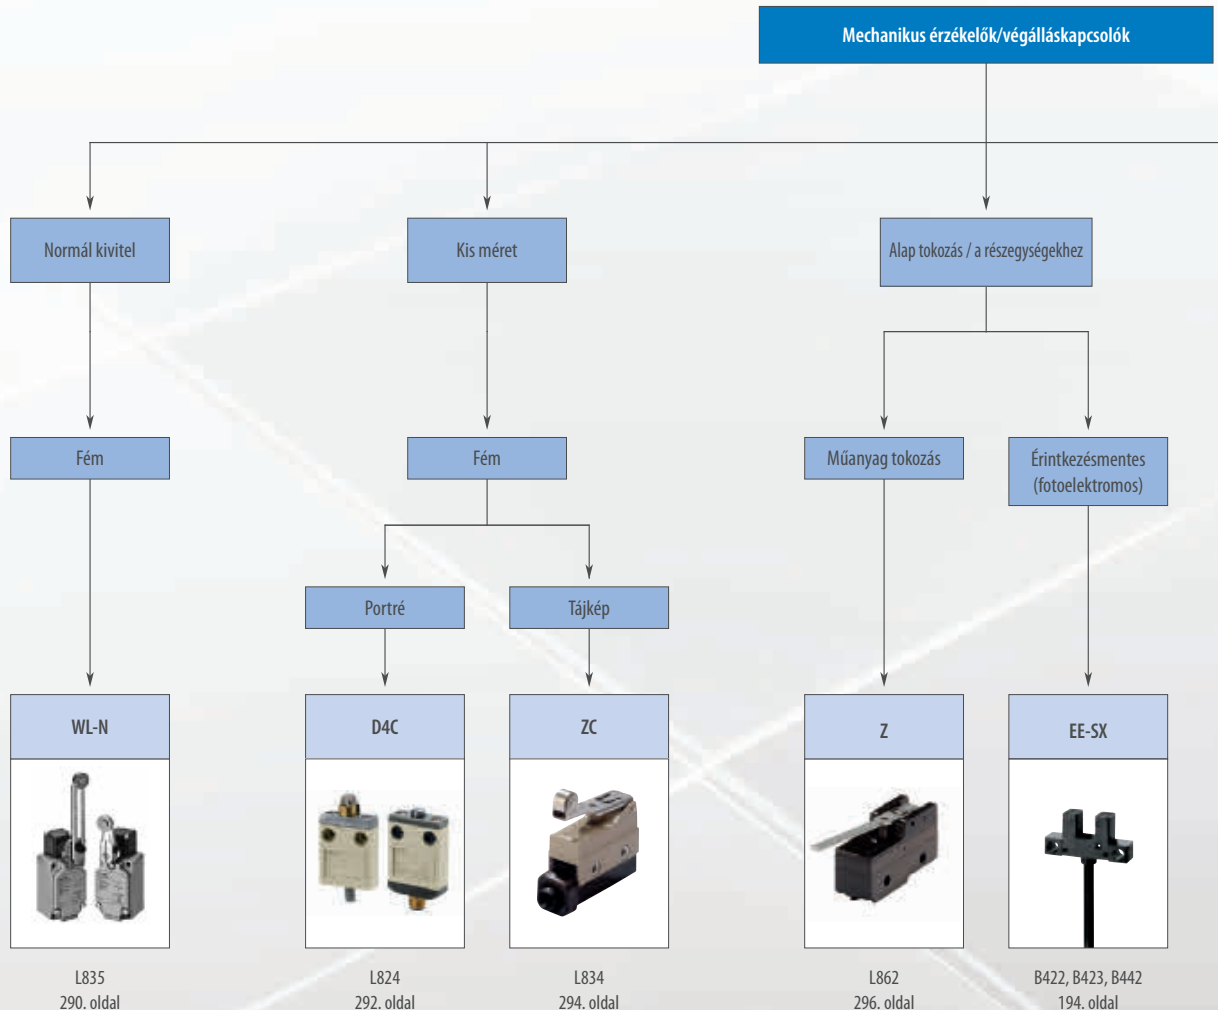 Mechanikus érzékelők/végálláskapcsolók
Normál kivitel
Kis méret
Alap tokozás / a részegységekhez
Fém
Fém
Műanyag tokozás
Érintkezésmentes
(fotoelektromos)
Portré
Tájkép
WL-N
D4C
ZC
Z
EE-SX
L835
290. oldal
L824
292. oldal
L834
294. oldal
L862
296. oldal
B422, B423, B442
194. oldal